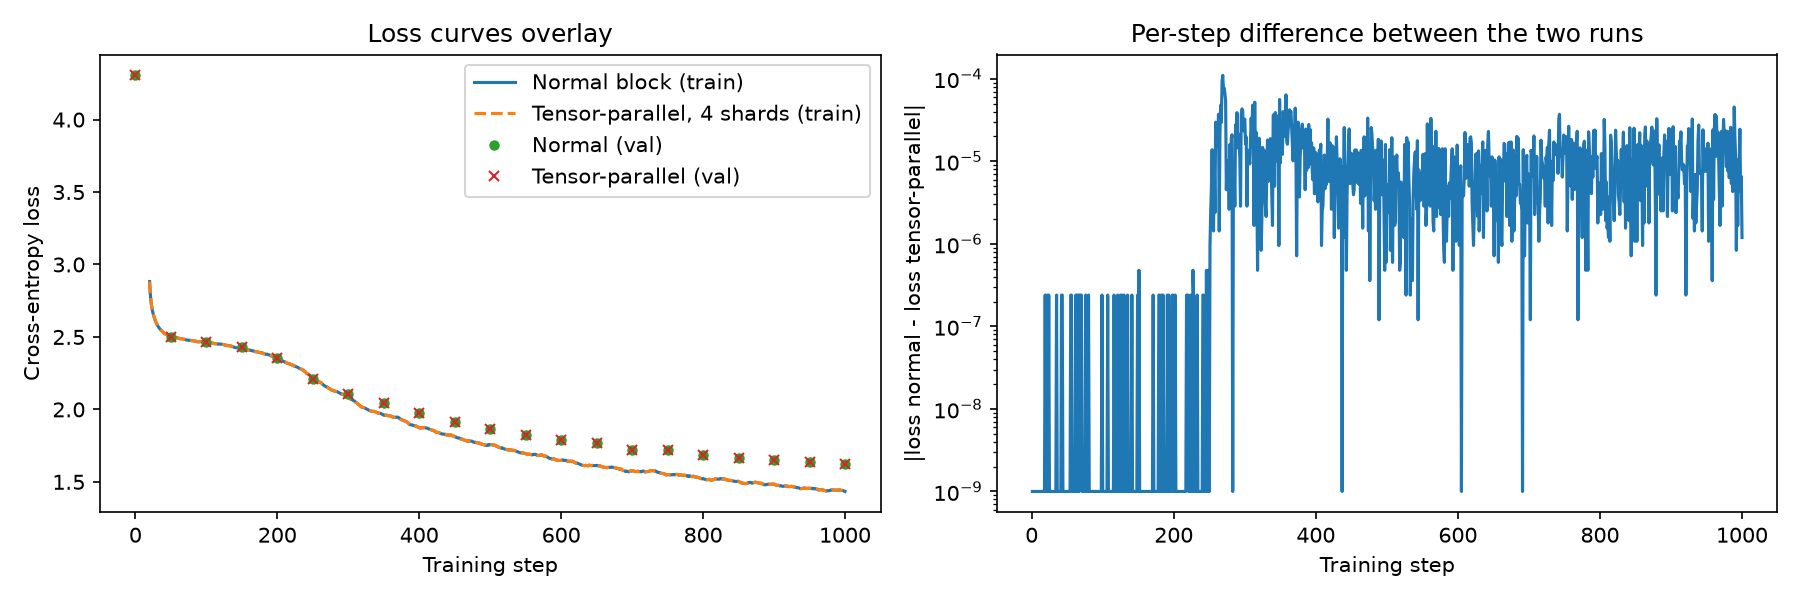 Loss curves overlay
Cross-entropy loss
4.0
3.5
3.0
2.5
2.0
1.5
Normal block (train)
Tensor-parallel, 4 shards (train)
Normal (val)
Tensor-parallel (val)
0 200 400 600 800 1000
Training step
Per-step difference between the two runs
|loss normal - loss tensor-parallel|
10⁻⁴
10⁻⁵
10⁻⁶
10⁻⁷
10⁻⁸
10⁻⁹
0 200 400 600 800 1000
Training step